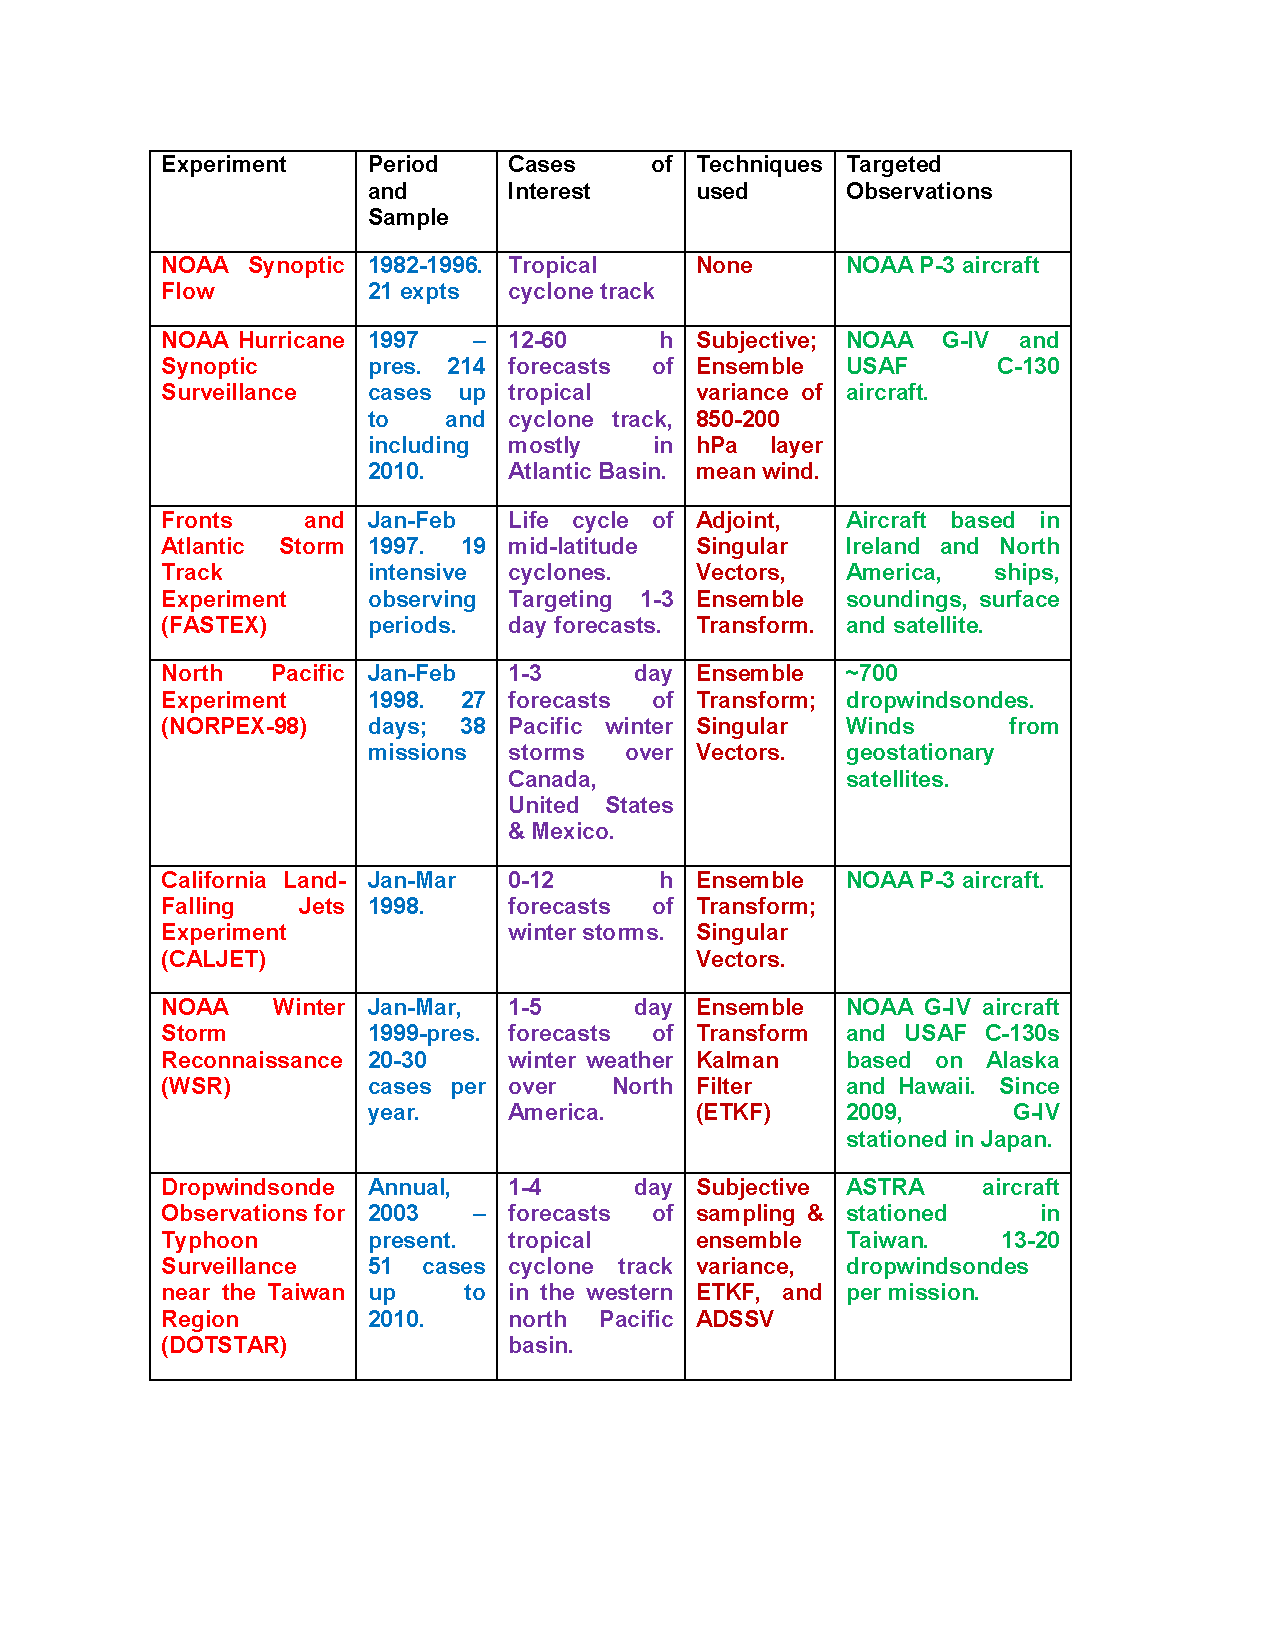 Experiment
Period
and
Sample
Cases of
Interest
Techniques
used
Targeted
Observations
NOAA Synoptic
Flow
1982-1996.
21 expts
Tropical
cyclone track
None
NOAA P-3 aircraft
NOAA Hurricane
Synoptic
Surveillance
1997 –
pres. 214
cases up
to and
including
2010.
12-60 h
forecasts of
tropical
cyclone track,
mostly in
Atlantic Basin.
Subjective;
Ensemble
variance of
850-200
hPa layer
mean wind.
NOAA G-IV and
USAF C-130
aircraft.
Fronts and
Atlantic Storm
Track
Experiment
(FASTEX)
Jan-Feb
1997. 19
intensive
observing
periods.
Life cycle of
mid-latitude
cyclones.
Targeting 1-3
day forecasts.
Adjoint,
Singular
Vectors,
Ensemble
Transform.
Aircraft based in
Ireland and North
America, ships,
soundings, surface
and satellite.
North Pacific
Experiment
(NORPEX-98)
Jan-Feb
1998. 27
days; 38
missions
1-3 day
forecasts of
Pacific winter
storms over
Canada,
United States
& Mexico.
Ensemble
Transform;
Singular
Vectors.
~700
dropwindsondes.
Winds from
geostationary
satellites.
California Land-
Falling Jets
Experiment
(CALJET)
Jan-Mar
1998.
0-12 h
forecasts of
winter storms.
Ensemble
Transform;
Singular
Vectors.
NOAA P-3 aircraft.
NOAA Winter
Storm
Reconnaissance
(WSR)
Jan-Mar,
1999-pres.
20-30
cases per
year.
1-5 day
forecasts of
winter weather
over North
America.
Ensemble
Transform
Kalman
Filter
(ETKF)
NOAA G-IV aircraft
and USAF C-130s
based on Alaska
and Hawaii. Since
2009, G-IV
stationed in Japan.
Dropwindsonde
Observations for
Typhoon
Surveillance
near the Taiwan
Region
(DOTSTAR)
Annual,
2003 –
present.
51 cases
up to
2010.
1-4 day
forecasts of
tropical
cyclone track
in the western
north Pacific
basin.
Subjective
sampling &
ensemble
variance,
ETKF, and
ADSSV
ASTRA aircraft
stationed in
Taiwan. 13-20
dropwindsondes
per mission.